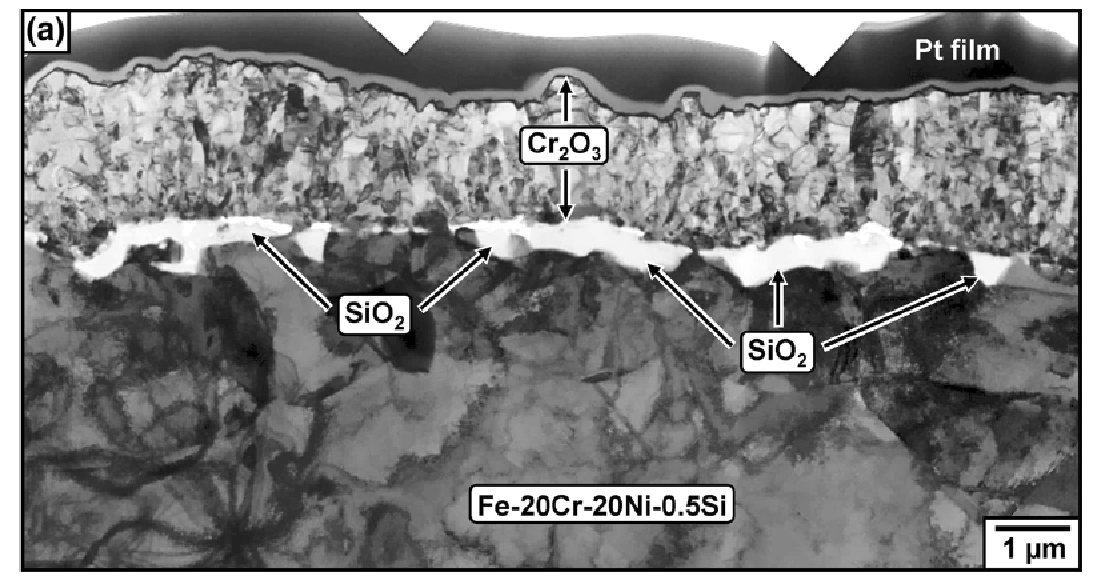 (a)
Pt film
Cr₂O₃
SiO₂
SiO₂
Fe-20Cr-20Ni-0.5Si
1 µm